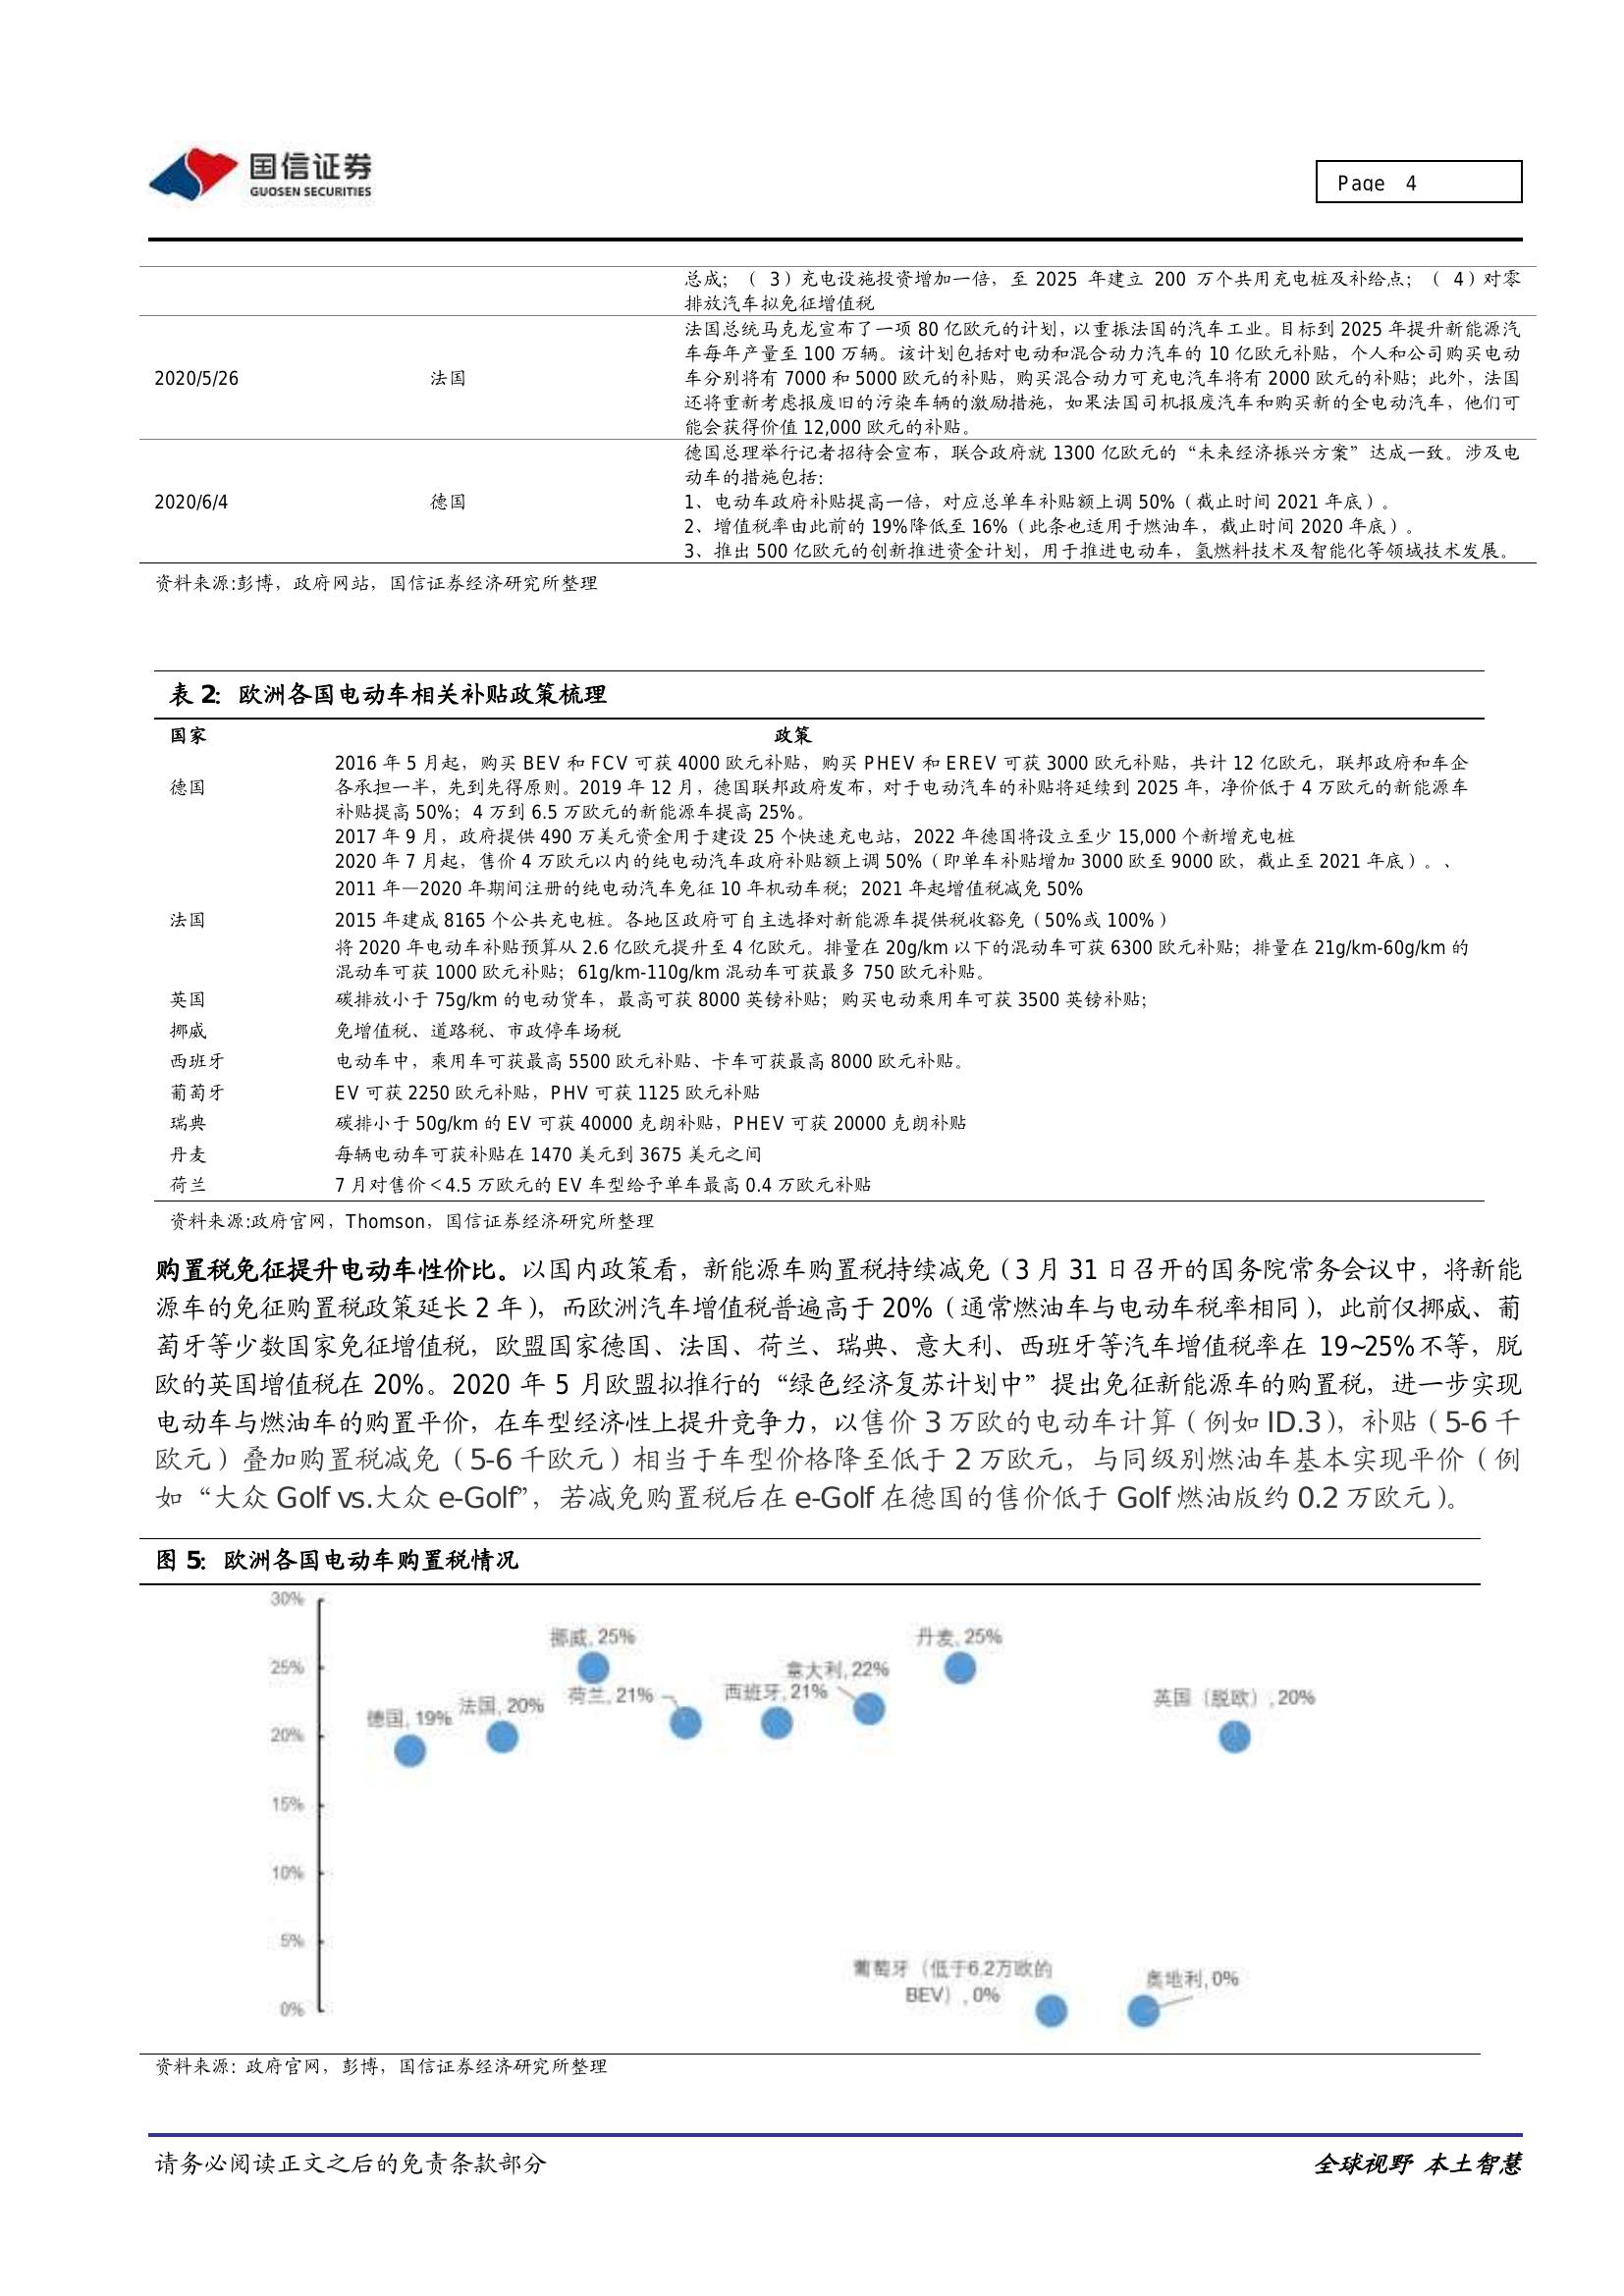 国信证券
GUOSEN SECURITIES
Page 4
总成；（ 3）充电设施投资增加一倍，至 2025 年建立 200 万个共用充电桩及补给点；（ 4）对零
排放汽车拟免征增值税
法国总统马克龙宣布了一项 80 亿欧元的计划，以重振法国的汽车工业。目标到 2025 年提升新能源汽
车每年产量至 100 万辆。该计划包括对电动和混合动力汽车的 10 亿欧元补贴，个人和公司购买电动
2020/5/26 法国 车分别将有 7000 和 5000 欧元的补贴，购买混合动力可充电汽车将有 2000 欧元的补贴；此外，法国
还将重新考虑报废旧的污染车辆的激励措施，如果法国司机报废汽车和购买新的全电动汽车，他们可
能会获得价值 12,000 欧元的补贴。
德国总理举行记者招待会宣布，联合政府就 1300 亿欧元的“未来经济振兴方案”达成一致。涉及电
动车的措施包括：
2020/6/4 德国 1、电动车政府补贴提高一倍，对应总单车补贴额上调 50%（截止时间 2021 年底）。
2、增值税率由此前的 19%降低至 16%（此条也适用于燃油车，截止时间 2020 年底）。
3、推出 500 亿欧元的创新推进资金计划，用于推进电动车，氢燃料技术及智能化等领域技术发展。
资料来源:彭博，政府网站，国信证券经济研究所整理
表 2: 欧洲各国电动车相关补贴政策梳理
国家 政策
2016 年 5 月起，购买 BEV 和 FCV 可获 4000 欧元补贴，购买 PHEV 和 EREV 可获 3000 欧元补贴，共计 12 亿欧元，联邦政府和车企
德国 各承担一半，先到先得原则。2019 年 12 月，德国联邦政府发布，对于电动汽车的补贴将延续到 2025 年，净价低于 4 万欧元的新能源车
补贴提高 50%；4 万到 6.5 万欧元的新能源车提高 25%。
2017 年 9 月，政府提供 490 万美元资金用于建设 25 个快速充电站，2022 年德国将设立至少 15,000 个新增充电桩
2020 年 7 月起，售价 4 万欧元以内的纯电动汽车政府补贴额上调 50%（即单车补贴增加 3000 欧至 9000 欧，截止至 2021 年底）。、
2011 年—2020 年期间注册的纯电动汽车免征 10 年机动车税；2021 年起增值税减免 50%
法国 2015 年建成 8165 个公共充电桩。各地区政府可自主选择对新能源车提供税收豁免（50%或 100%）
将 2020 年电动车补贴预算从 2.6 亿欧元提升至 4 亿欧元。排量在 20g/km 以下的混动车可获 6300 欧元补贴；排量在 21g/km-60g/km 的
混动车可获 1000 欧元补贴；61g/km-110g/km 混动车可获最多 750 欧元补贴。
英国 碳排放小于 75g/km 的电动货车，最高可获 8000 英镑补贴；购买电动乘用车可获 3500 英镑补贴；
挪威 免增值税、道路税、市政停车场税
西班牙 电动车中，乘用车可获最高 5500 欧元补贴、卡车可获最高 8000 欧元补贴。
葡萄牙 EV 可获 2250 欧元补贴，PHV 可获 1125 欧元补贴
瑞典 碳排小于 50g/km 的 EV 可获 40000 克朗补贴，PHEV 可获 20000 克朗补贴
丹麦 每辆电动车可获补贴在 1470 美元到 3675 美元之间
荷兰 7 月对售价＜4.5 万欧元的 EV 车型给予单车最高 0.4 万欧元补贴
资料来源:政府官网，Thomson，国信证券经济研究所整理
购置税免征提升电动车性价比。以国内政策看，新能源车购置税持续减免（3 月 31 日召开的国务院常务会议中，将新能
源车的免征购置税政策延长 2 年），而欧洲汽车增值税普遍高于 20%（通常燃油车与电动车税率相同），此前仅挪威、葡
萄牙等少数国家免征增值税，欧盟国家德国、法国、荷兰、瑞典、意大利、西班牙等汽车增值税率在 19~25%不等，脱
欧的英国增值税在 20%。2020 年 5 月欧盟拟推行的“绿色经济复苏计划中”提出免征新能源车的购置税，进一步实现
电动车与燃油车的购置平价，在车型经济性上提升竞争力，以售价 3 万欧的电动车计算（例如 ID.3），补贴（5-6 千
欧元）叠加购置税减免（5-6 千欧元）相当于车型价格降至低于 2 万欧元，与同级别燃油车基本实现平价（例
如“大众 Golf vs.大众 e-Golf”，若减免购置税后在 e-Golf 在德国的售价低于 Golf 燃油版约 0.2 万欧元）。
图 5: 欧洲各国电动车购置税情况
30%
25%
20%
15%
10%
5%
0%
德国, 19%
法国, 20%
挪威, 25%
荷兰, 21%
西班牙, 21%
意大利, 22%
丹麦, 25%
葡萄牙（低于6.2万欧的
BEV）, 0%
奥地利, 0%
英国（脱欧）, 20%
资料来源：政府官网，彭博，国信证券经济研究所整理
请务必阅读正文之后的免责条款部分
全球视野 本土智慧